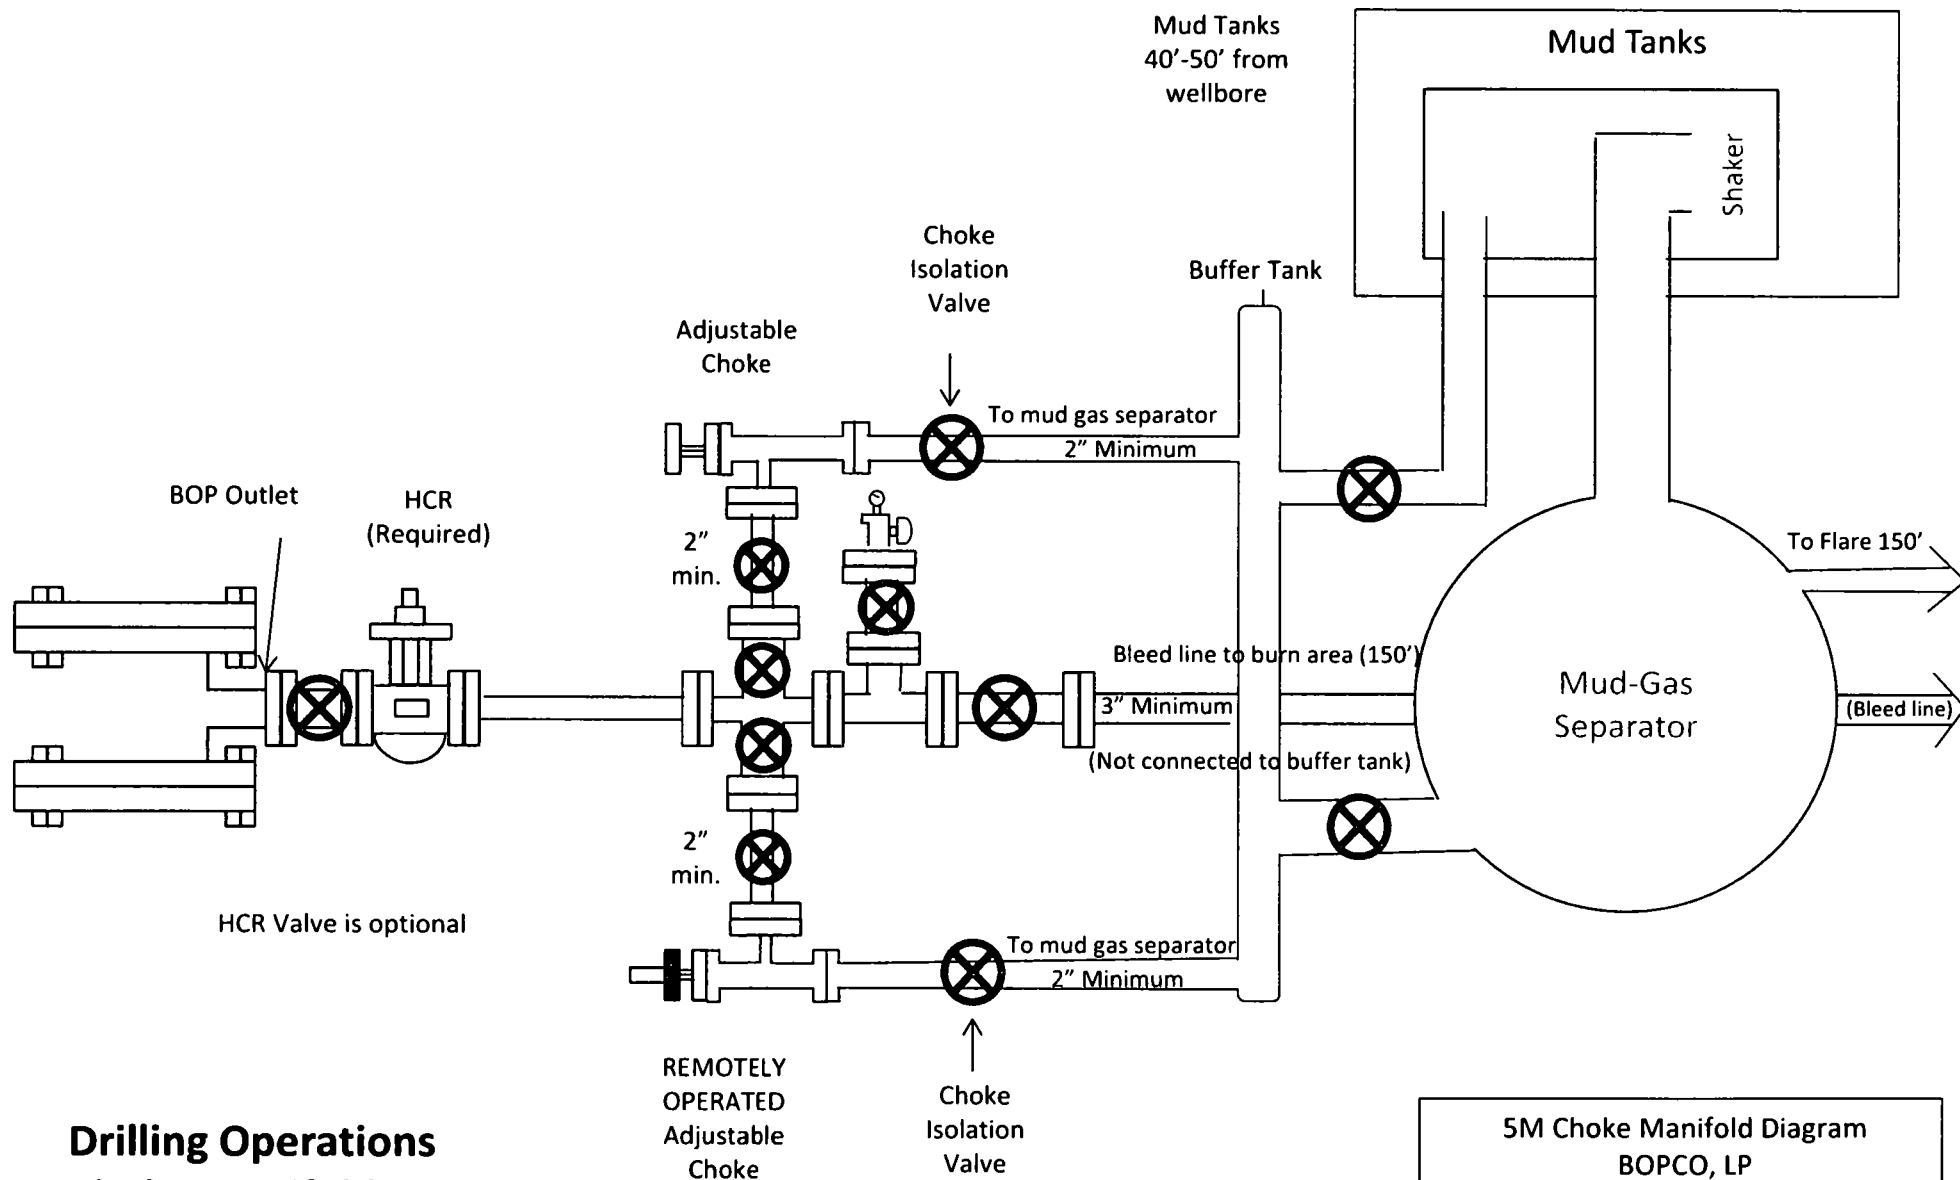 Mud Tanks
40'-50' from
wellbore
Mud Tanks
Shaker
Choke
Isolation
Valve
Buffer Tank
Adjustable
Choke
To mud gas separator
2" Minimum
BOP Outlet
HCR
(Required)
2"
min.
To Flare 150'
Bleed line to burn area (150')
3" Minimum
(Not connected to buffer tank)
Mud-Gas
Separator
(Bleed line)
2"
min.
HCR Valve is optional
To mud gas separator
2" Minimum
REMOTELY
OPERATED
Adjustable
Choke
Choke
Isolation
Valve
Drilling Operations
5M Choke Manifold Diagram
BOPCO, LP